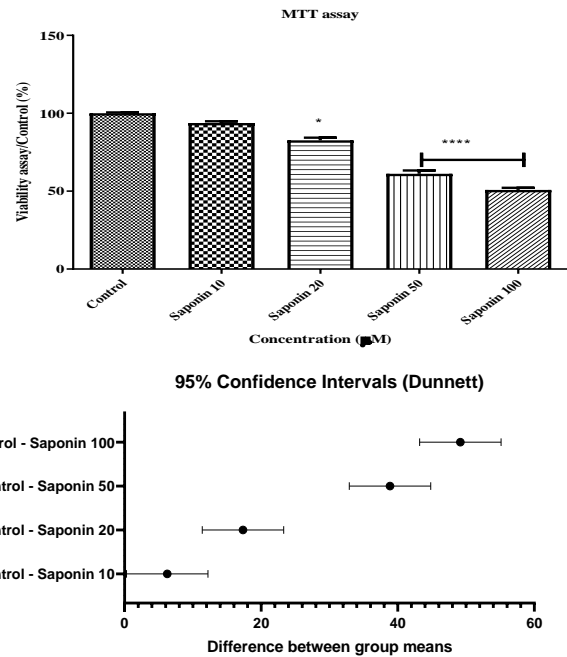 MTT assay
150
100
50
0
Viability assay/Control (%)
*
****
Control
Saponin 10
Saponin 20
Saponin 50
Saponin 100
Concentration (µM)
95% Confidence Intervals (Dunnett)
rol - Saponin 100
ntrol - Saponin 50
ntrol - Saponin 20
ntrol - Saponin 10
0
20
40
60
Difference between group means